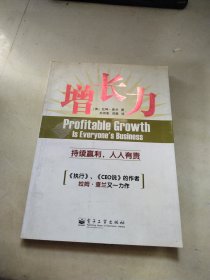 增长力
Profitable Growth
Is Everyone's Business
持续赢利，人人有责
《执行》、《CEO说》的作者
拉姆·查兰又一力作
电子工业出版社